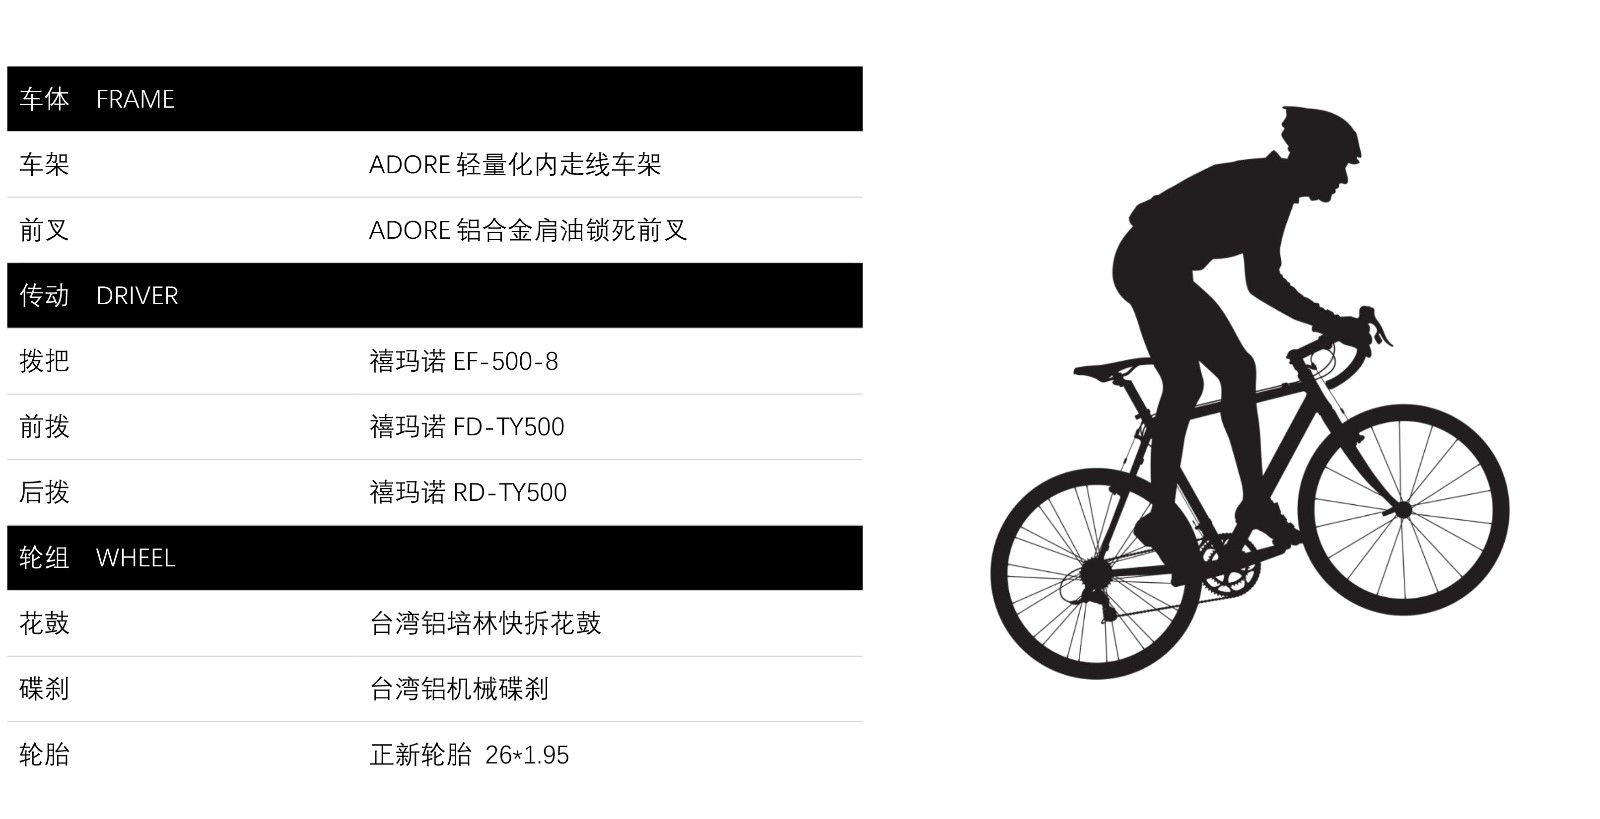 车体 FRAME
车架 ADORE 轻量化内走线车架
前叉 ADORE 铝合金肩油锁死前叉
传动 DRIVER
拨把 禧玛诺 EF-500-8
前拨 禧玛诺 FD-TY500
后拨 禧玛诺 RD-TY500
轮组 WHEEL
花鼓 台湾铝培林快拆花鼓
碟刹 台湾铝机械碟刹
轮胎 正新轮胎 26*1.95